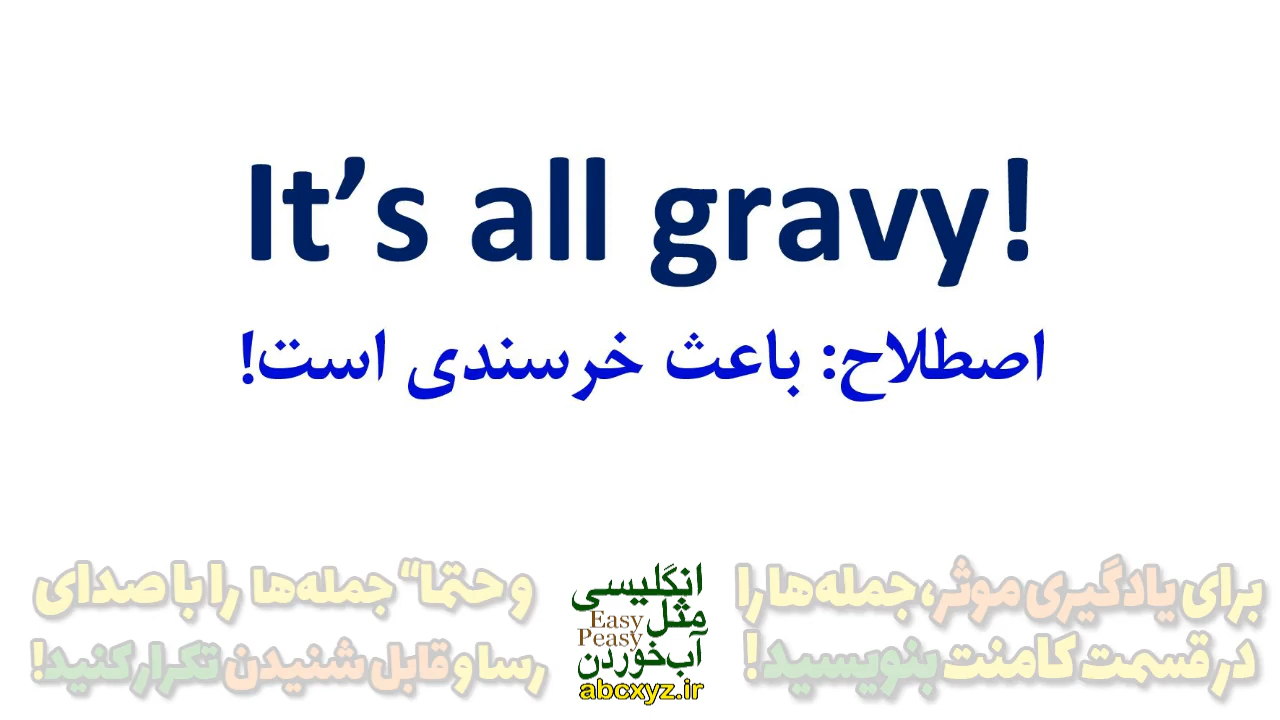 It’s all gravy!
اصطلاح: باعث خرسندی است!
برای یادگیری موثر، جمله‌ها را
در قسمت کامنت بنویسید!
انگلیسی
مثل
Easy
Peasy
آب‌خوردن
abcxyz.ir
و حتما“ جمله‌ها را با صدای
رسا و قابل شنیدن تکرار کنید!